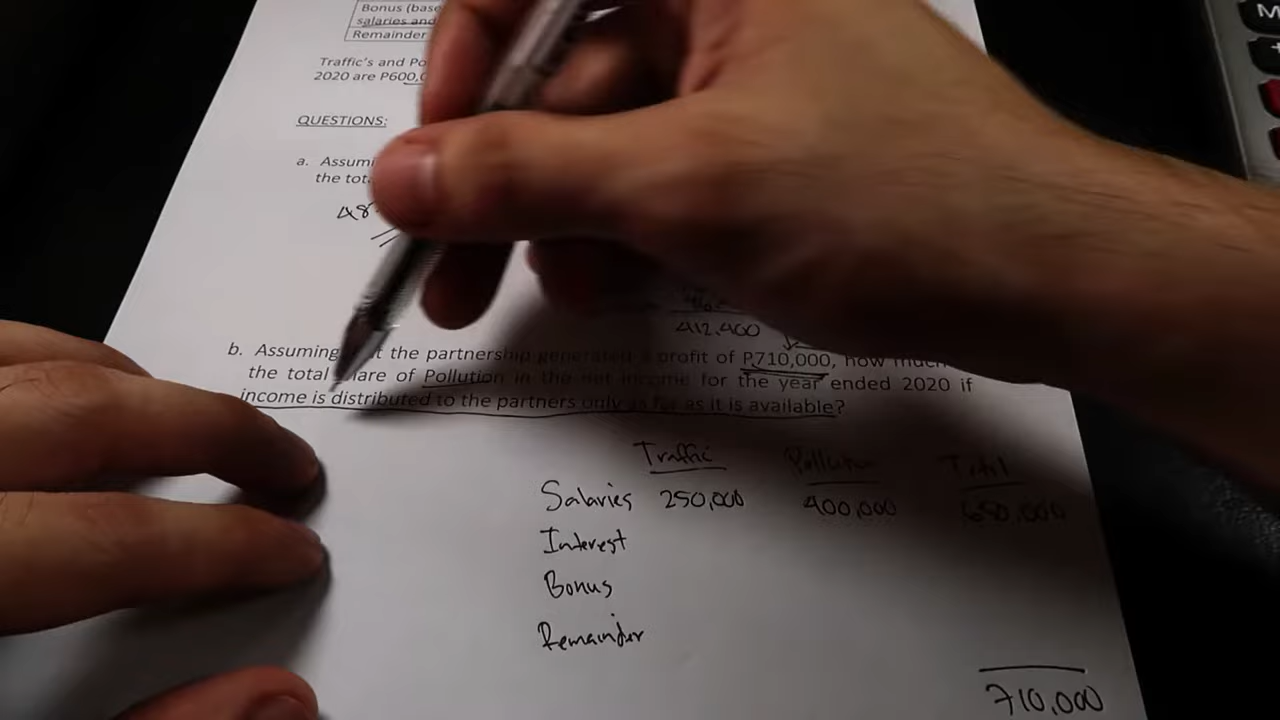 Bonus (base
salaries and
Remainder
Traffic's and Po
2020 are P600,0
QUESTIONS:
a. Assumi
the tot
48
412,400
b. Assuming the partnership generated profit of P710,000, how much
the total share of Pollution in the net income for the year ended 2020 if
income is distributed to the partners only as far as it is available?
Traffic Pollution Total
Salaries 250,000 400,000 650,000
Interest
Bonus
Remainder
710,000
M